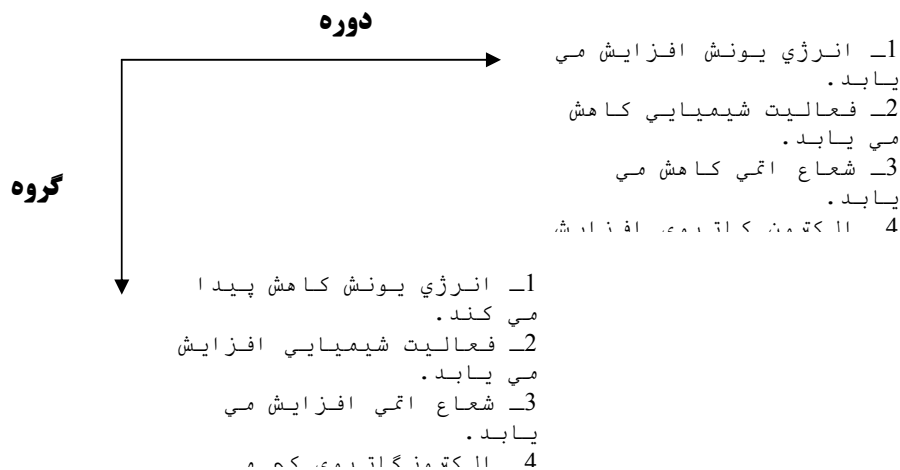 دوره
1ـ انرژي يونش افزايش مي
يابد.
2ـ فعاليت شيميايي كاهش
مي يابد.
3ـ شعاع اتمي كاهش مي
يابد.
4ـ
گروه
1ـ انرژي يونش كاهش پيدا
مي كند.
2ـ فعاليت شيميايي افزايش
مي يابد.
3ـ شعاع اتمي افزايش مي
يابد.
4ـ